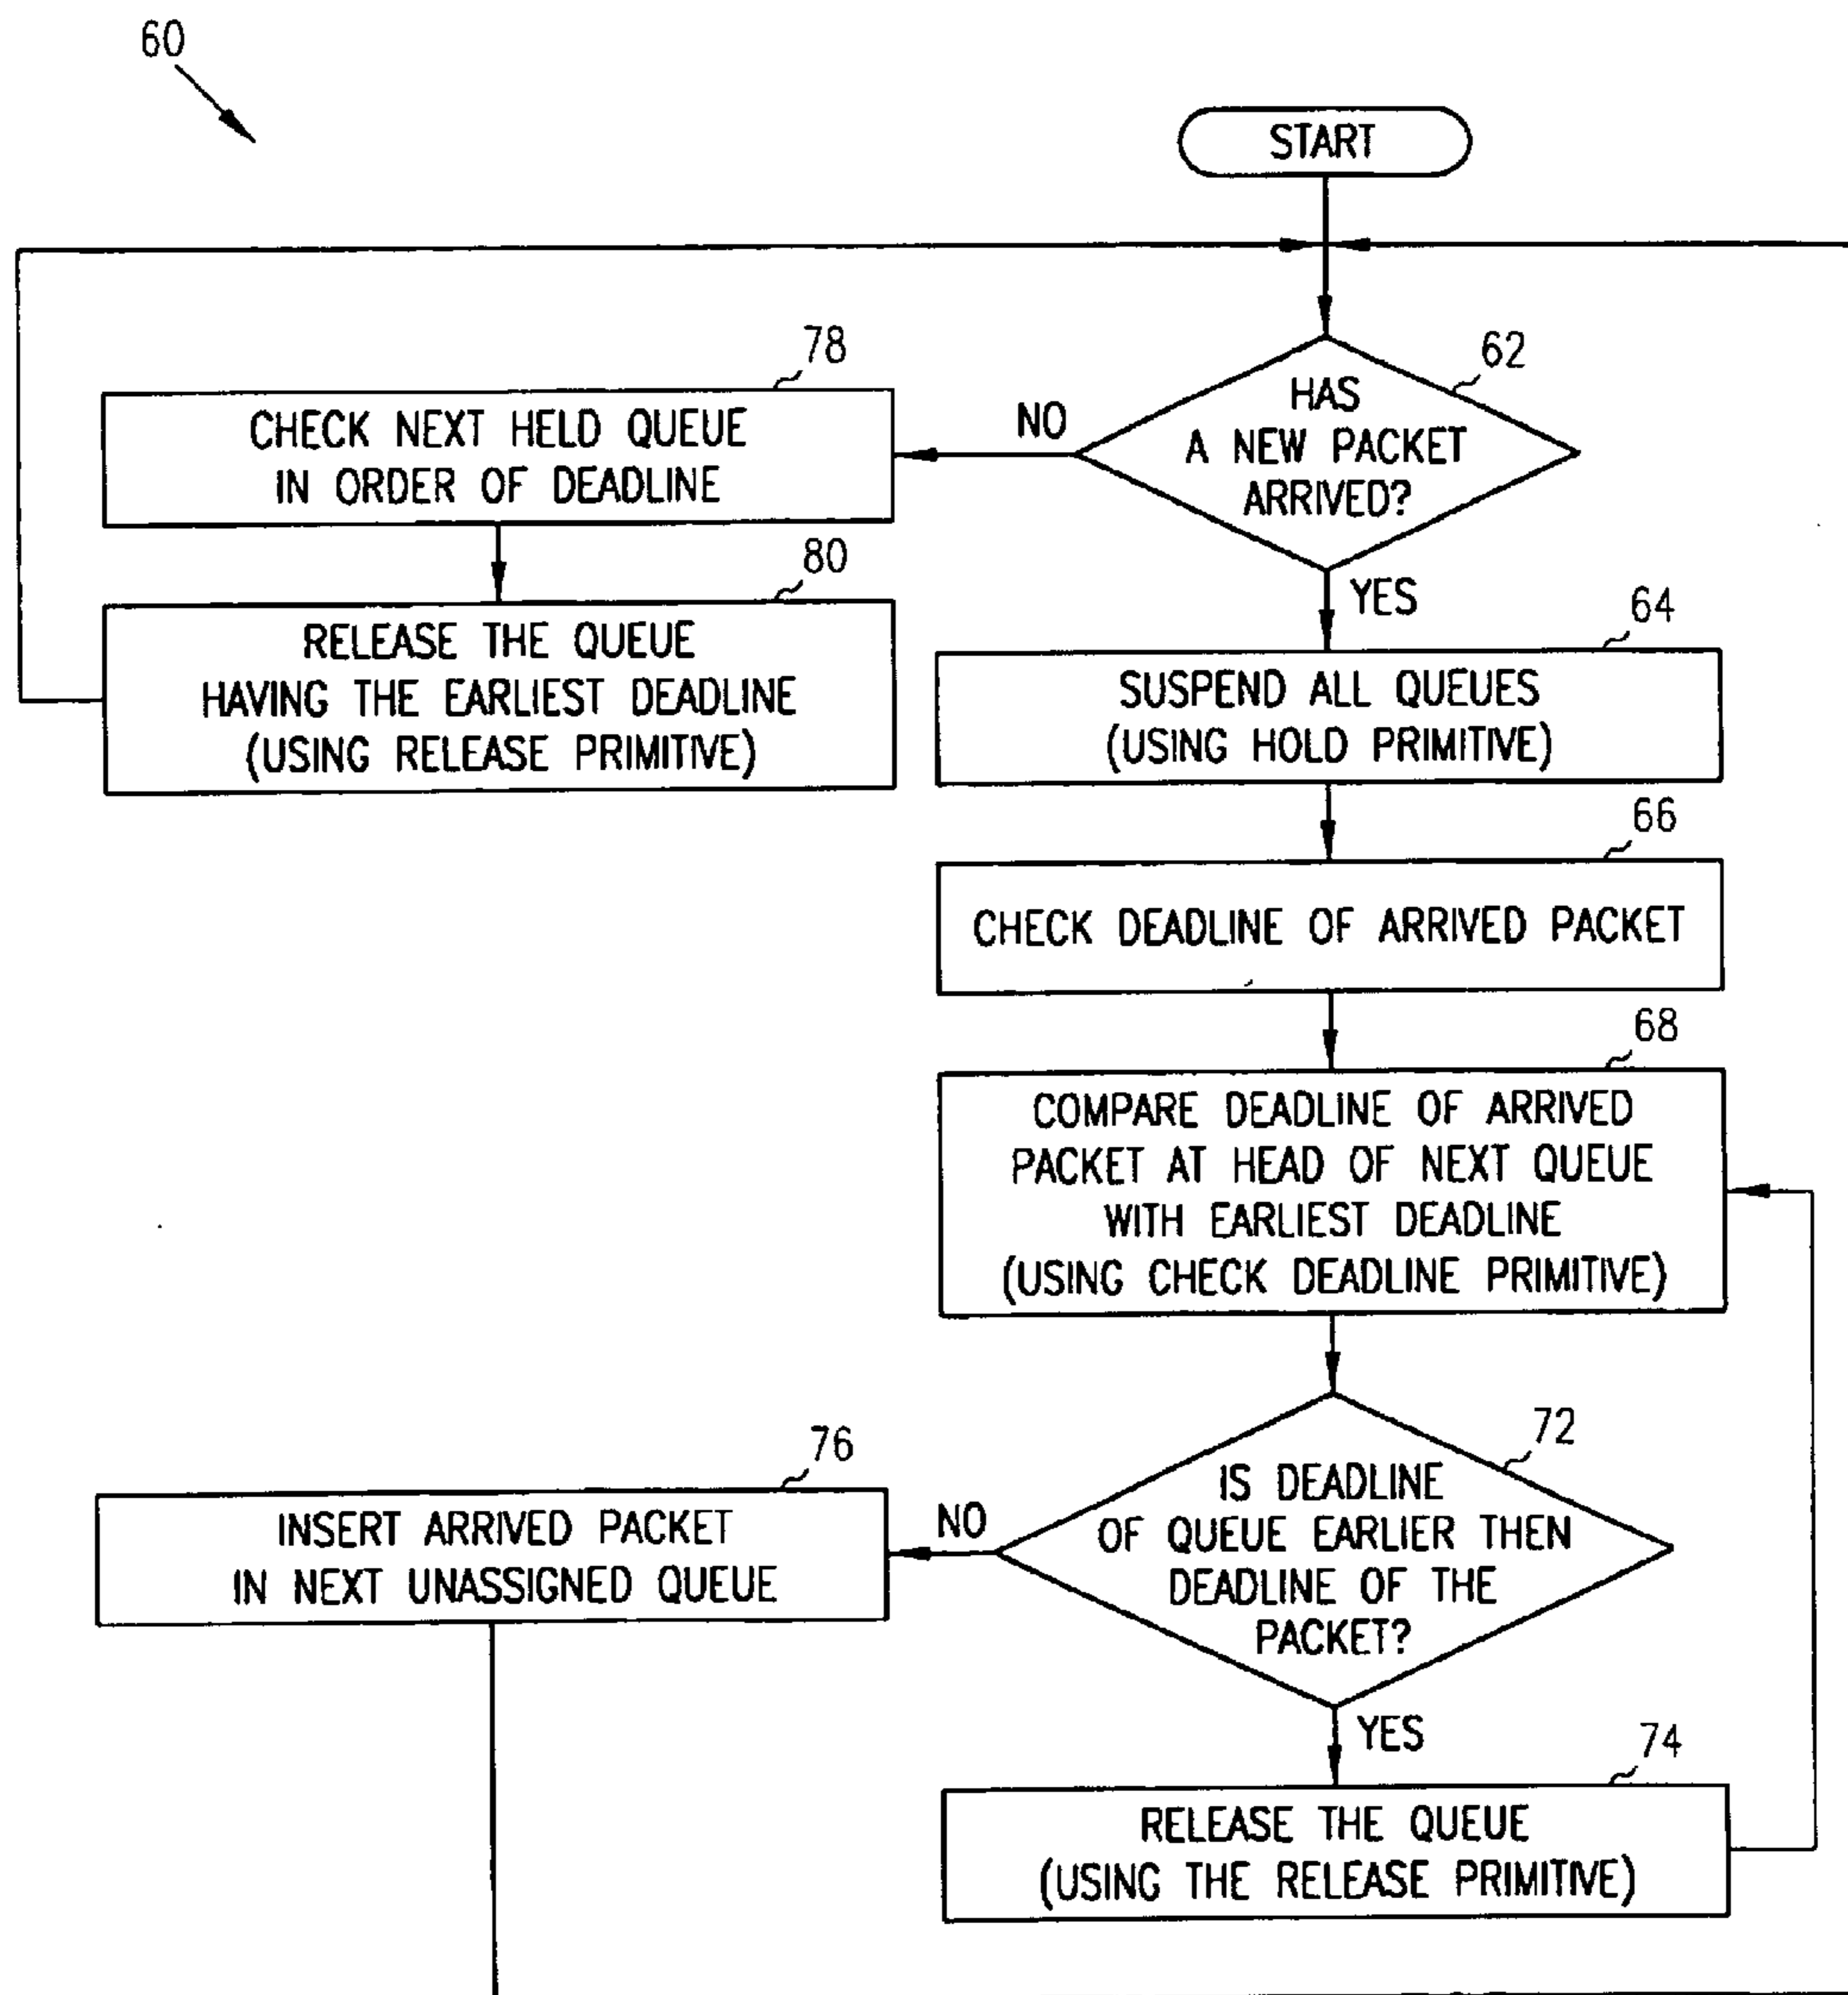 60
START
78
CHECK NEXT HELD QUEUE
IN ORDER OF DEADLINE
NO
62
HAS
A NEW PACKET
ARRIVED?
YES
80
RELEASE THE QUEUE
HAVING THE EARLIEST DEADLINE
(USING RELEASE PRIMITIVE)
64
SUSPEND ALL QUEUES
(USING HOLD PRIMITIVE)
66
CHECK DEADLINE OF ARRIVED PACKET
68
COMPARE DEADLINE OF ARRIVED
PACKET AT HEAD OF NEXT QUEUE
WITH EARLIEST DEADLINE
(USING CHECK DEADLINE PRIMITIVE)
72
IS DEADLINE
OF QUEUE EARLIER THEN
DEADLINE OF THE
PACKET?
NO
76
INSERT ARRIVED PACKET
IN NEXT UNASSIGNED QUEUE
YES
74
RELEASE THE QUEUE
(USING THE RELEASE PRIMITIVE)